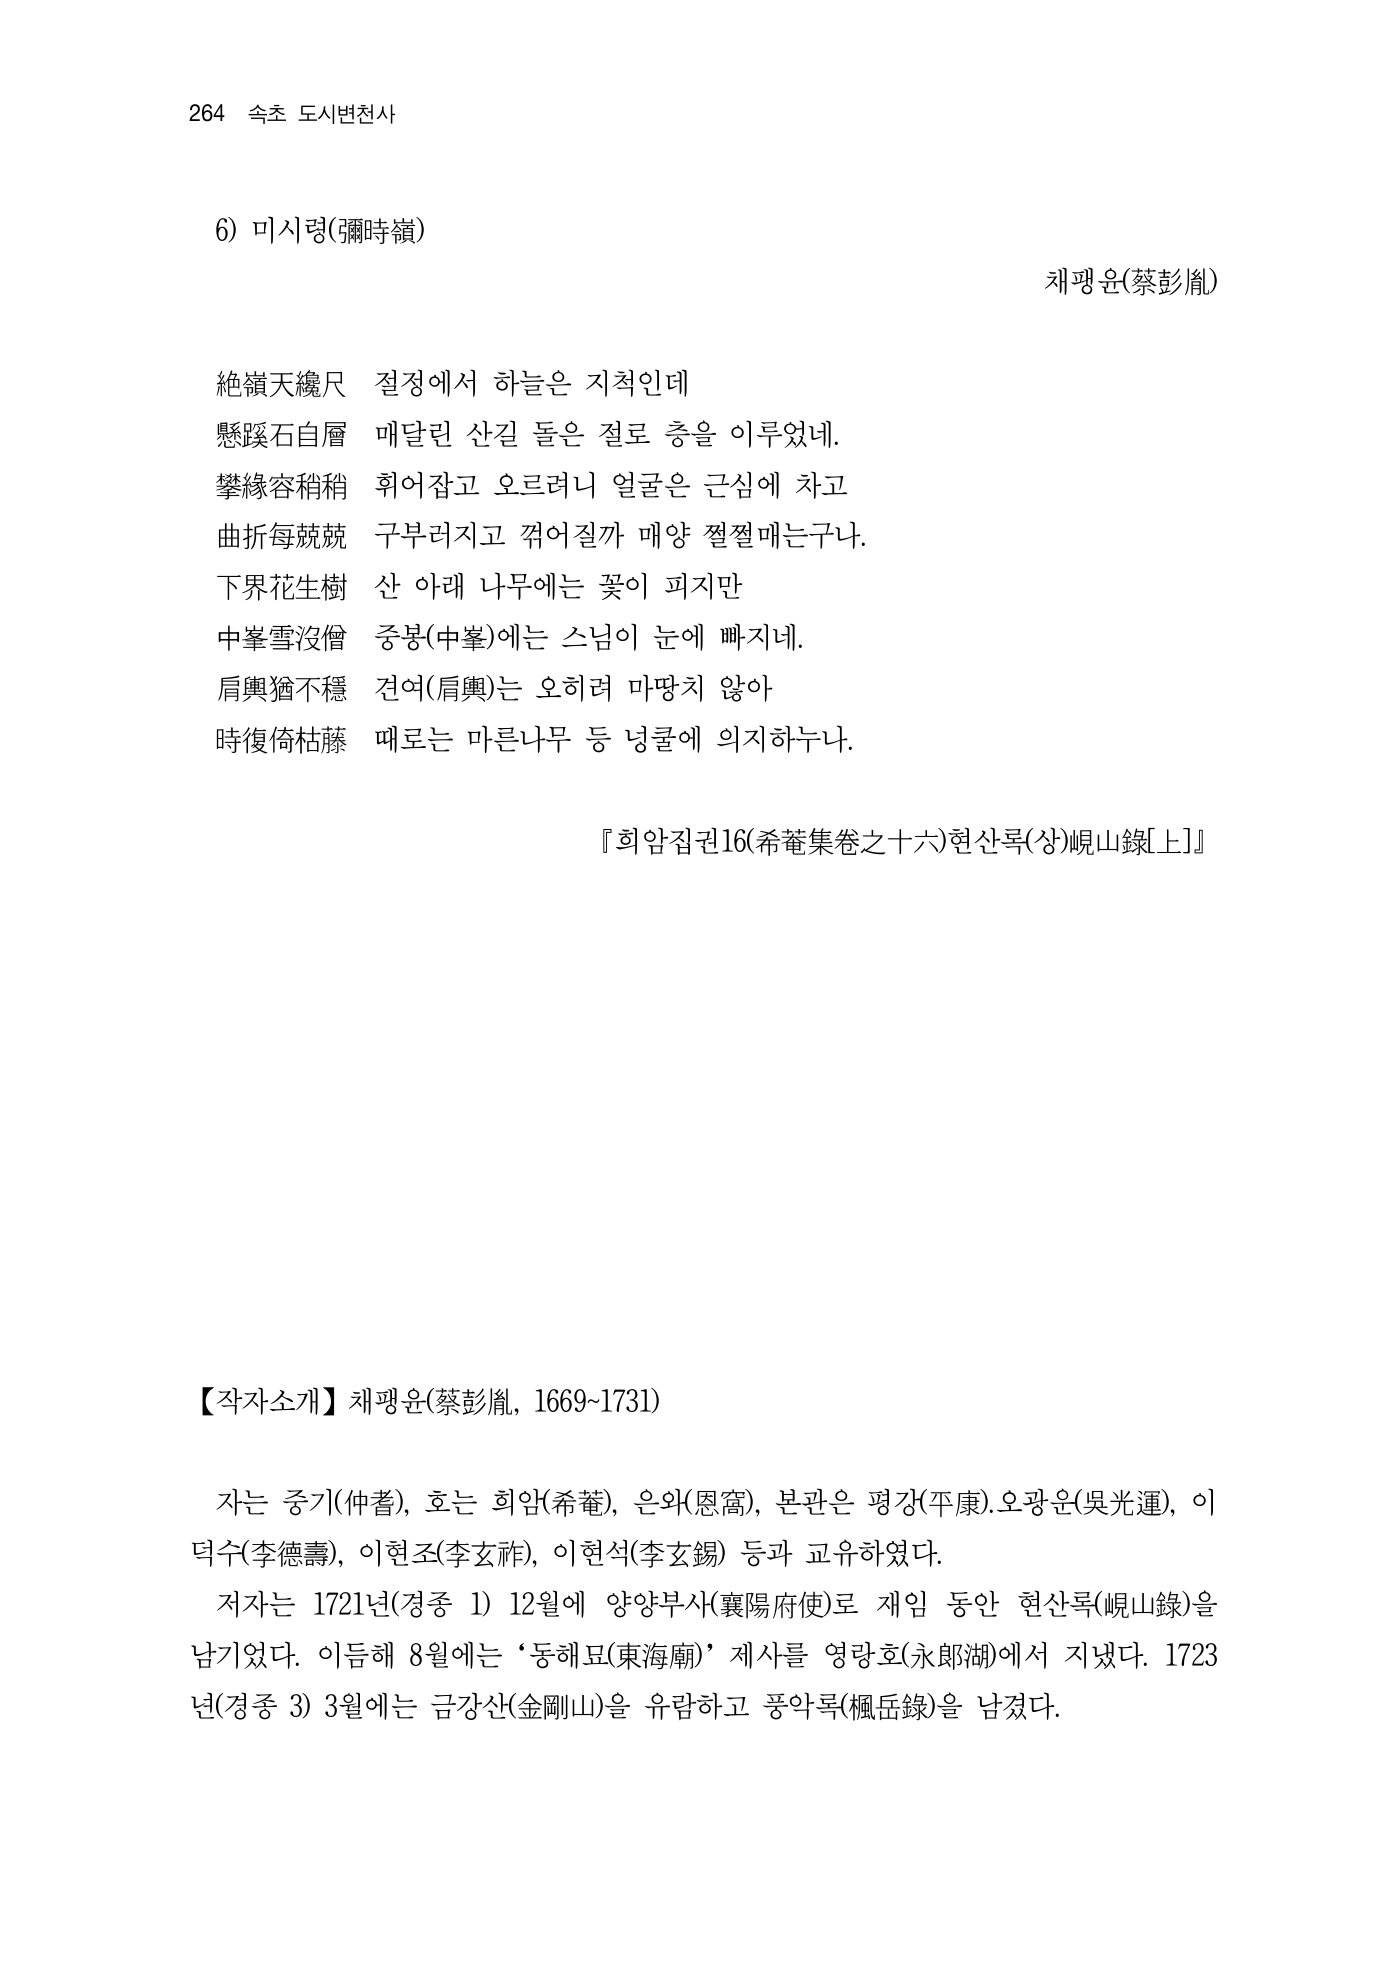 264 속초 도시변천사
6) 미시령(彌時嶺)
채팽윤(蔡彭胤)
絶嶺天纔尺 절정에서 하늘은 지척인데
懸蹊石自層 매달린 산길 돌은 절로 층을 이루었네.
攀緣容稍稍 휘어잡고 오르려니 얼굴은 근심에 차고
曲折每兢兢 구부러지고 꺾어질까 매양 쩔쩔매는구나.
下界花生樹 산 아래 나무에는 꽃이 피지만
中峯雪沒僧 중봉(中峯)에는 스님이 눈에 빠지네.
肩輿猶不穩 견여(肩輿)는 오히려 마땅치 않아
時復倚枯藤 때로는 마른나무 등 넝쿨에 의지하누나.
『희암집권16(希菴集卷之十六)현산록(상)峴山錄[上]』
【작자소개】채팽윤(蔡彭胤, 1669~1731)
자는 중기(仲耆), 호는 희암(希菴), 은와(恩窩), 본관은 평강(平康).오광운(吳光運), 이
덕수(李德壽), 이현조(李玄祚), 이현석(李玄錫) 등과 교유하였다.
저자는 1721년(경종 1) 12월에 양양부사(襄陽府使)로 재임 동안 현산록(峴山錄)을
남기었다. 이듬해 8월에는 ‘동해묘(東海廟)’ 제사를 영랑호(永郞湖)에서 지냈다. 1723
년(경종 3) 3월에는 금강산(金剛山)을 유람하고 풍악록(楓岳錄)을 남겼다.